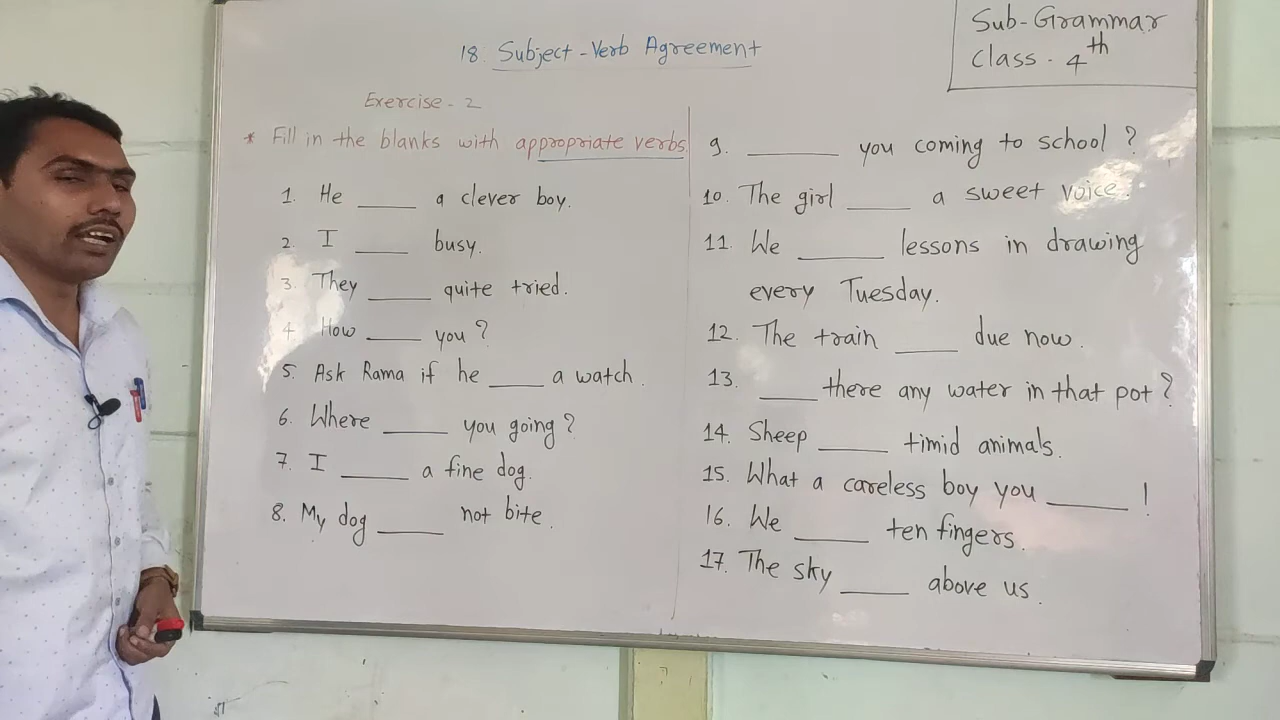 18. Subject-Verb Agreement
Sub-Grammar
Class - 4th
Exercise - 2
* Fill in the blanks with appropriate verbs.
1. He ____ a clever boy.
2. I ____ busy.
3. They ____ quite tried.
4. How ____ you?
5. Ask Rama if he ____ a watch.
6. Where ____ you going?
7. I ____ a fine dog.
8. My dog ____ not bite.
9. ____ you coming to school?
10. The girl ____ a sweet voice.
11. We ____ lessons in drawing
every Tuesday.
12. The train ____ due now.
13. ____ there any water in that pot?
14. Sheep ____ timid animals.
15. What a careless boy you ____!
16. We ____ ten fingers.
17. The sky ____ above us.